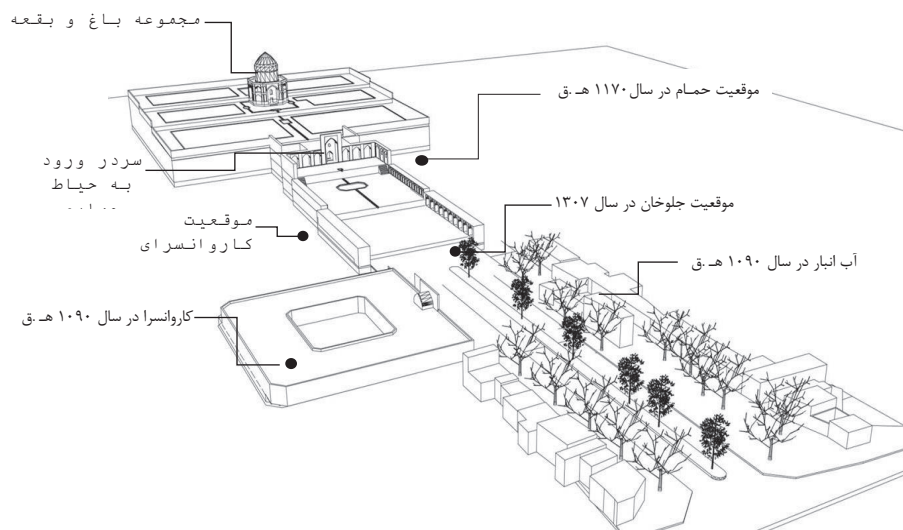 مجموعه باغ و بقعه
موقعیت حمام در سال ۱۱۷۰ هـ .ق
سردر ورود
به حیاط
موقعیت جلوخان در سال ۱۳۰۷
موقعیت
کاروانسرای
آب انبار در سال ۱۰۹۰ هـ .ق
کاروانسرا در سال ۱۰۹۰ هـ .ق